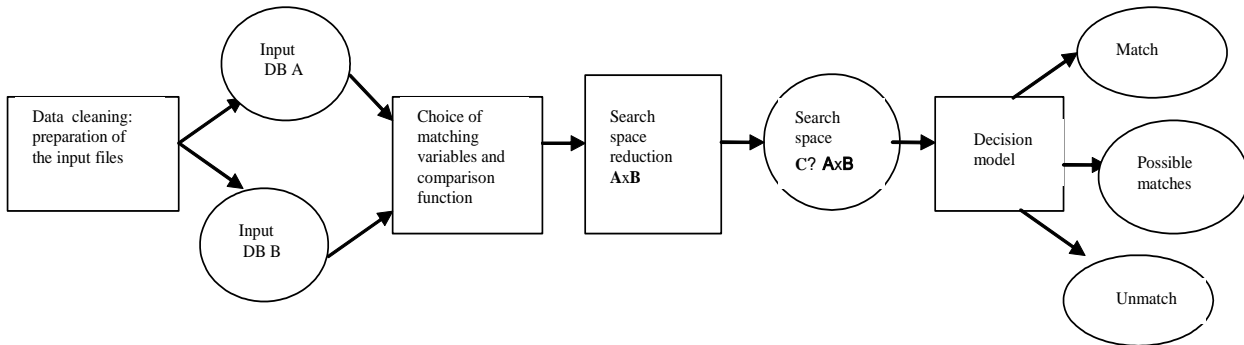 Data cleaning:
preparation of
the input files
Input
DB A
Input
DB B
Choice of
matching
variables and
comparison
function
Search
space
reduction
AxB
Search
space
C? AxB
Decision
model
Match
Possible
matches
Unmatch